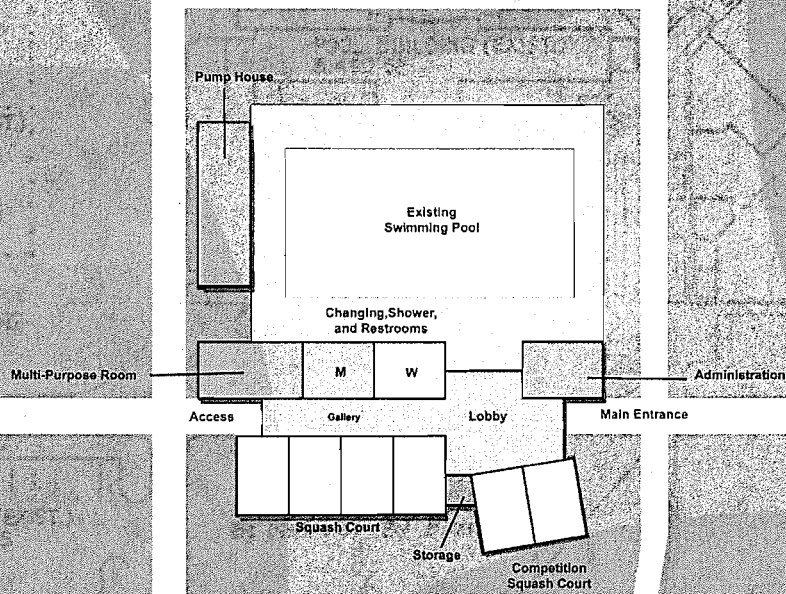 Pump House
Existing
Swimming Pool
Changing,Shower,
and Restrooms
Multi-Purpose Room
M
W
Administration
Access
Gallery
Lobby
Main Entrance
Squash Court
Storage
Competition
Squash Court